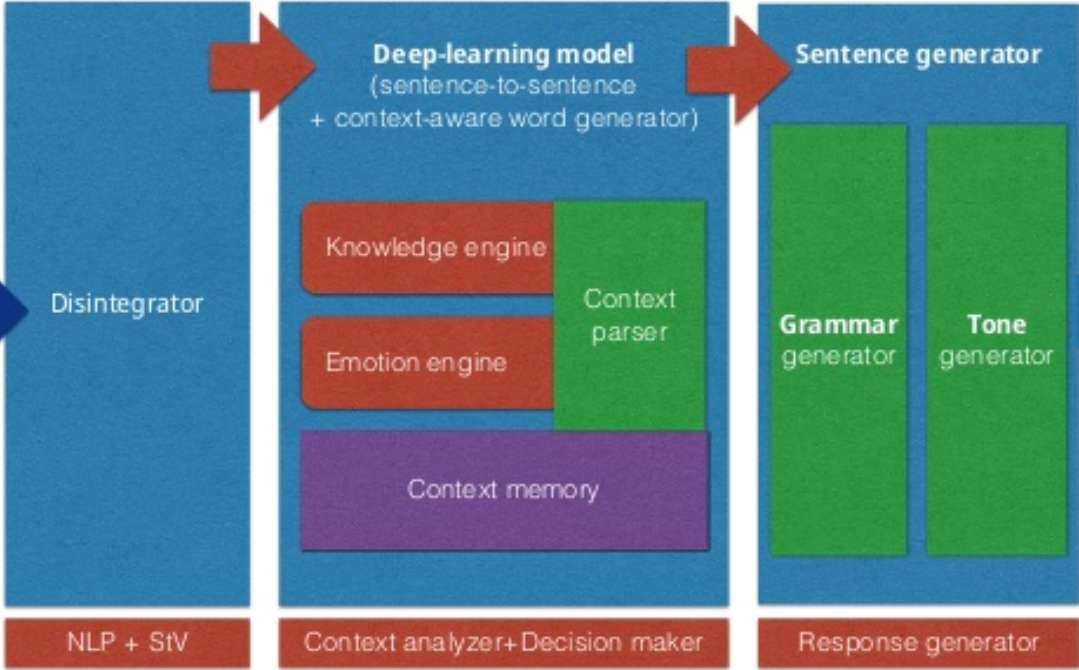 Disintegrator
NLP + StV
Deep-learning model
(sentence-to-sentence
+ context-aware word generator)
Knowledge engine
Emotion engine
Context
parser
Context memory
Context analyzer+Decision maker
Sentence generator
Grammar
generator
Tone
generator
Response generator